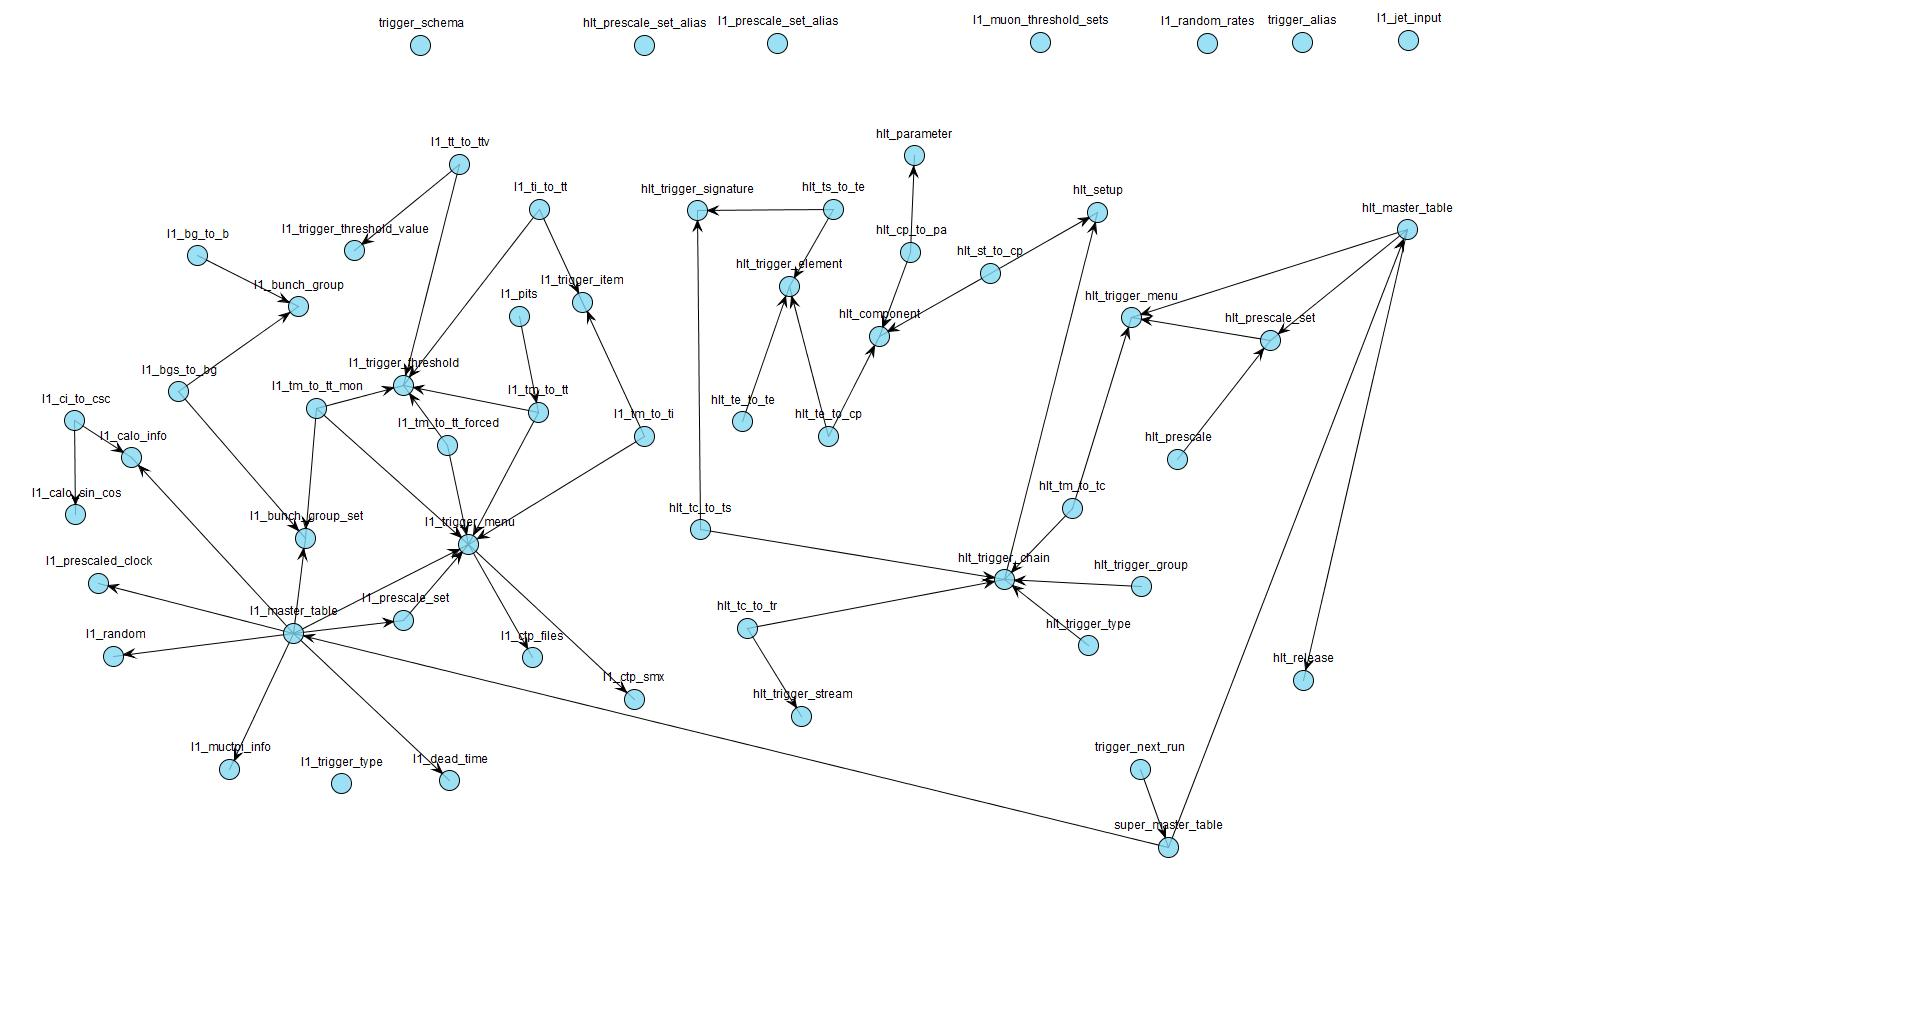 trigger_schema
hlt_prescale_set_alias
l1_prescale_set_alias
l1_muon_threshold_sets
l1_random_rates
trigger_alias
l1_jet_input
l1_tt_to_ttv
hlt_parameter
l1_ti_to_tt
hlt_trigger_signature
hlt_ts_to_te
hlt_setup
hlt_master_table
l1_bg_to_b
l1_trigger_threshold_value
hlt_cp_to_pa
hlt_st_to_cp
hlt_trigger_element
l1_bunch_group
l1_pits
l1_trigger_item
hlt_component
hlt_trigger_menu
hlt_prescale_set
l1_bgs_to_bg
l1_trigger_threshold
l1_tm_to_tt_mon
l1_tm_to_tt
l1_ci_to_csc
hlt_te_to_te
hlt_te_to_cp
l1_tm_to_ti
l1_tm_to_tt_forced
l1_calo_info
hlt_prescale
l1_calo_sin_cos
hlt_tm_to_tc
hlt_tc_to_ts
l1_bunch_group_set
l1_trigger_menu
l1_prescaled_clock
hlt_trigger_chain
hlt_trigger_group
l1_prescale_set
l1_master_table
hlt_tc_to_tr
hlt_trigger_type
l1_random
l1_ctp_files
hlt_release
l1_ctp_smx
hlt_trigger_stream
l1_muctpi_info
l1_trigger_type
l1_dead_time
trigger_next_run
super_master_table